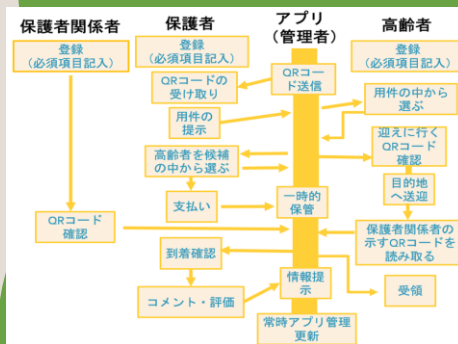 保護者関係者
保護者
アプリ
(管理者)
高齢者
登録
(必須項目記入)
登録
(必須項目記入)
登録
(必須項目記入)
QRコードの
受け取り
QRコー
ド送信
用件の中から
選ぶ
用件の
提示
迎えに行く
QRコード
確認
高齢者を候補
の中から選ぶ
目的地
へ送迎
支払い
一時的
保管
QRコード
確認
保護者関係者の
示すQRコードを
読み取る
到着確認
情報提
示
受領
コメント・評価
常時アプリ管理
更新